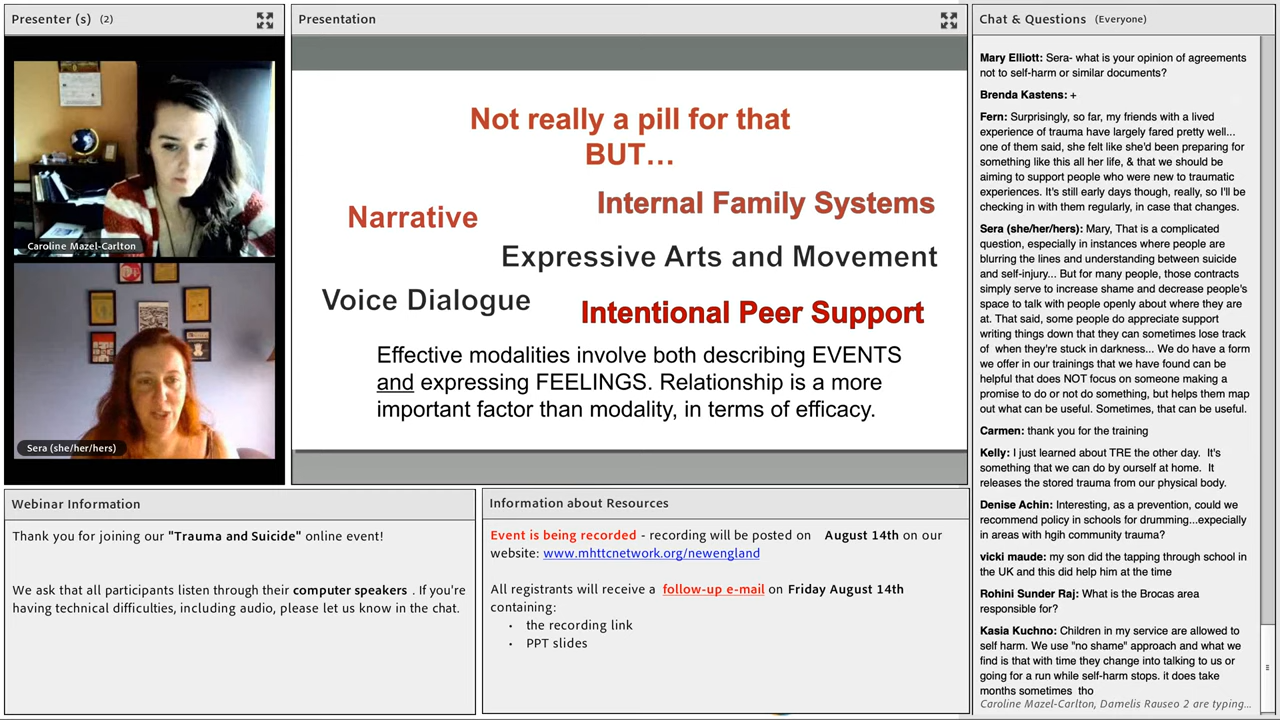 Presenter (s) (2)
Caroline Mazel-Carlton
Sera (she/her/hers)
Presentation
Not really a pill for that
BUT…
Internal Family Systems
Narrative
Expressive Arts and Movement
Voice Dialogue
Intentional Peer Support
Effective modalities involve both describing EVENTS
and expressing FEELINGS. Relationship is a more
important factor than modality, in terms of efficacy.
Webinar Information
Thank you for joining our "Trauma and Suicide" online event!
We ask that all participants listen through their computer speakers . If you're
having technical difficulties, including audio, please let us know in the chat.
Information about Resources
Event is being recorded - recording will be posted on August 14th on our
website: www.mhttcnetwork.org/newengland
All registrants will receive a follow-up e-mail on Friday August 14th
containing:
• the recording link
• PPT slides
Chat & Questions (Everyone)
Mary Elliott: Sera- what is your opinion of agreements
not to self-harm or similar documents?
Brenda Kastens: +
Fern: Surprisingly, so far, my friends with a lived
experience of trauma have largely fared pretty well...
one of them said, she felt like she'd been preparing for
something like this all her life, & that we should be
aiming to support people who were new to traumatic
experiences. It's still early days though, really, so I'll be
checking in with them regularly, in case that changes.
Sera (she/her/hers): Mary, That is a complicated
question, especially in instances where people are
blurring the lines and understanding between suicide
and self-injury... But for many people, those contracts
simply serve to increase shame and decrease people's
space to talk with people openly about where they are
at. That said, some people do appreciate support
writing things down that they can sometimes lose track
of when they're stuck in darkness... We do have a form
we offer in our trainings that we have found can be
helpful that does NOT focus on someone making a
promise to do or not do something, but helps them map
out what can be useful. Sometimes, that can be useful.
Carmen: thank you for the training
Kelly: I just learned about TRE the other day. It's
something that we can do by ourself at home. It
releases the stored trauma from our physical body.
Denise Achin: Interesting, as a prevention, could we
recommend policy in schools for drumming...expecially
in areas with hgih community trauma?
vicki maude: my son did the tapping through school in
the UK and this did help him at the time
Rohini Sunder Raj: What is the Brocas area
responsible for?
Kasia Kuchno: Children in my service are allowed to
self harm. We use "no shame" approach and what we
find is that with time they change into talking to us or
going for a run while self-harm stops. it does take
months sometimes tho
Caroline Mazel-Carlton, Damelis Rauseo 2 are typing...